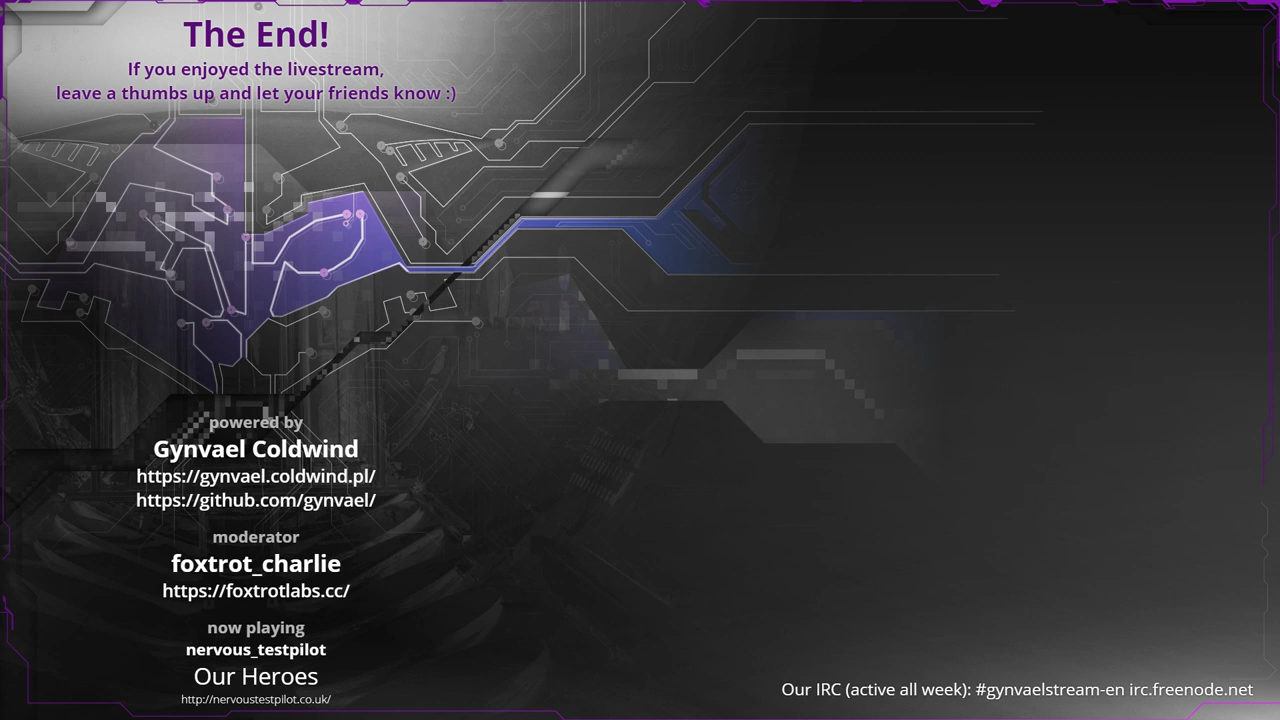 The End!
If you enjoyed the livestream,
leave a thumbs up and let your friends know :)
powered by
Gynvael Coldwind
https://gynvael.coldwind.pl/
https://github.com/gynvael/
moderator
foxtrot_charlie
https://foxtrotlabs.cc/
now playing
nervous_testpilot
Our Heroes
http://nervoustestpilot.co.uk/
Our IRC (active all week): #gynvaelstream-en irc.freenode.net